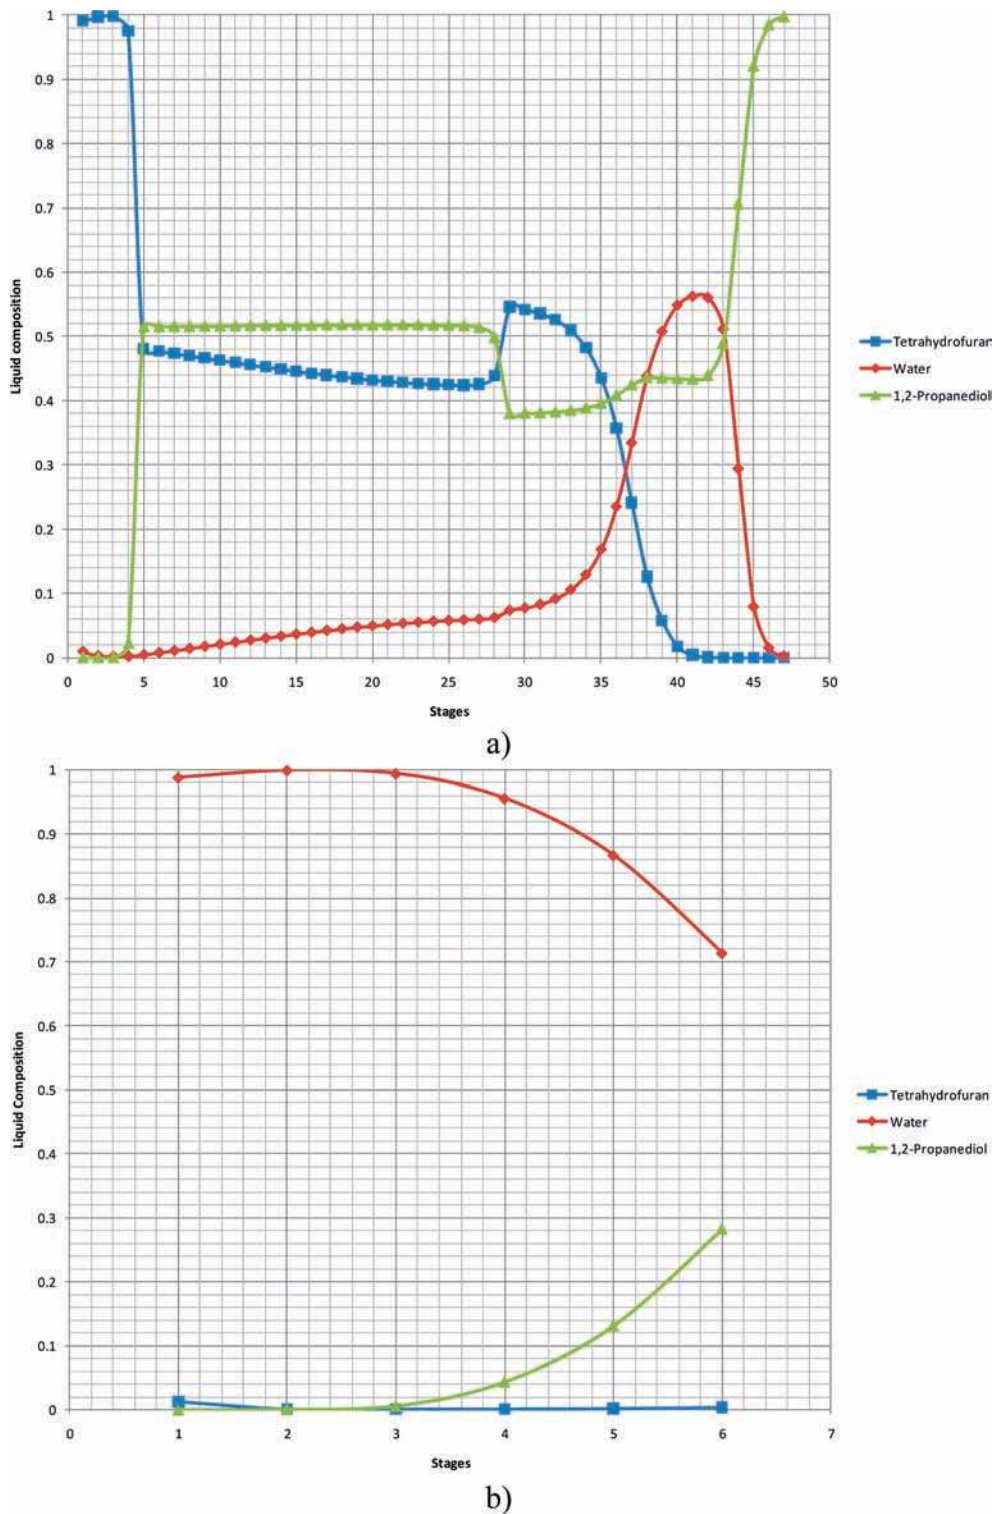 1
0.9
0.8
0.7
0.6
0.5
0.4
0.3
0.2
0.1
0
Liquid composition
0 5 10 15 20 25 30 35 40 45 50
Stages
Tetrahydrofuran
Water
1,2-Propanediol
a)
1
0.9
0.8
0.7
0.6
0.5
0.4
0.3
0.2
0.1
0
Liquid Composition
0 1 2 3 4 5 6 7
Stages
Tetrahydrofuran
Water
1,2-Propanediol
b)